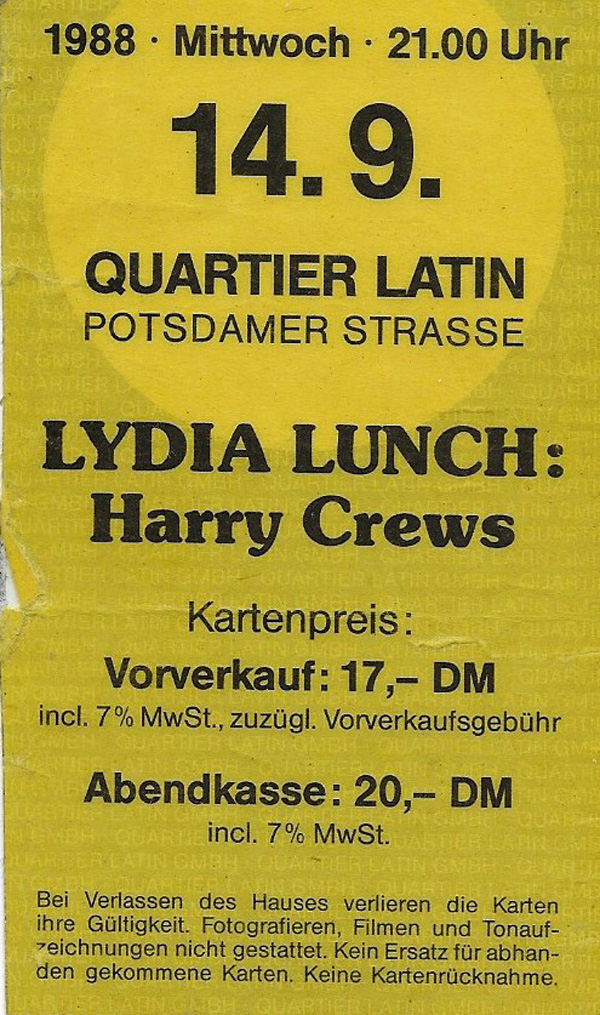 1988 · Mittwoch · 21.00 Uhr
14. 9.
QUARTIER LATIN
POTSDAMER STRASSE
LYDIA LUNCH:
Harry Crews
Kartenpreis:
Vorverkauf: 17,– DM
incl. 7% MwSt., zuzügl. Vorverkaufsgebühr
Abendkasse: 20,– DM
incl. 7% MwSt.
Bei Verlassen des Hauses verlieren die Karten
ihre Gültigkeit. Fotografieren, Filmen und Tonauf-
zeichnungen nicht gestattet. Kein Ersatz für abhan-
den gekommene Karten. Keine Kartenrücknahme.